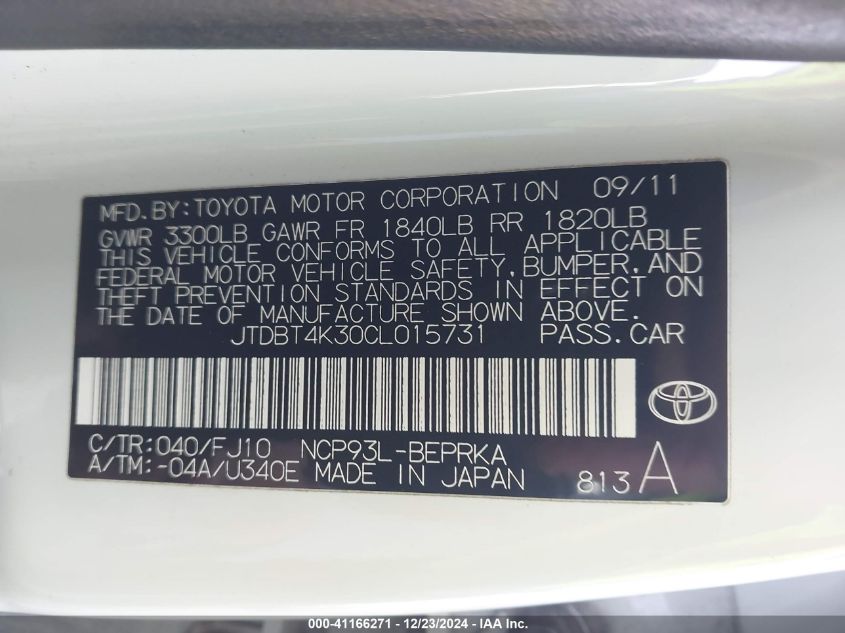 MFD.BY:TOYOTA MOTOR CORPORATION 09/11
GVWR 3300LB GAWR FR 1840LB RR 1820LB
THIS VEHICLE CONFORMS TO ALL APPLICABLE
FEDERAL MOTOR VEHICLE SAFETY,BUMPER,AND
THEFT PREVENTION STANDARDS IN EFFECT ON
THE DATE OF MANUFACTURE SHOWN ABOVE.
JTDBT4K30CL015731 PASS.CAR
C/TR:040/FJ10 NCP93L-BEPRKA
A/TM:-04A/U340E MADE IN JAPAN 813 A
000-41166271 - 12/23/2024 - IAA Inc.